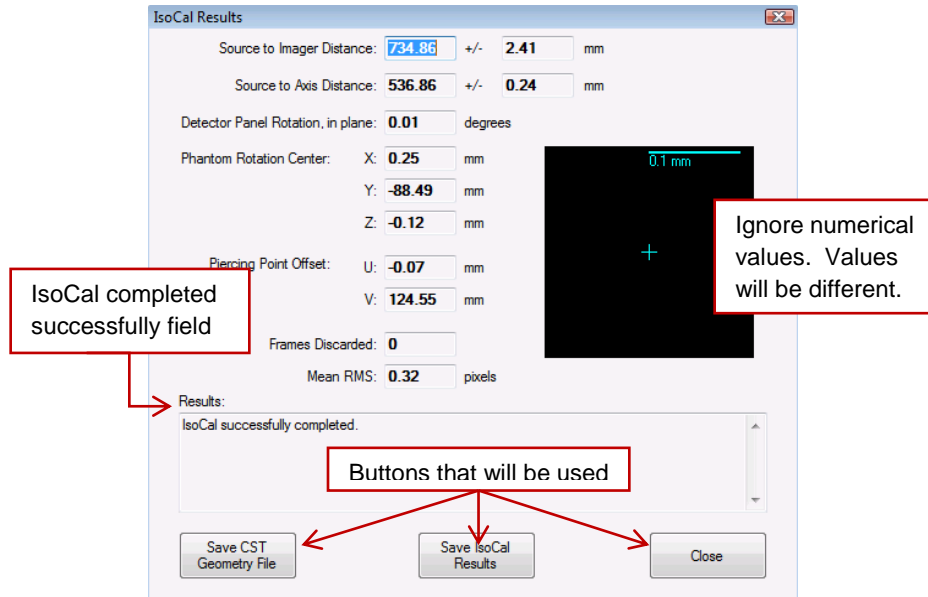 IsoCal Results
Source to Imager Distance: 734.86 +/- 2.41 mm
Source to Axis Distance: 536.86 +/- 0.24 mm
Detector Panel Rotation, in plane: 0.01 degrees
Phantom Rotation Center: X: 0.25 mm
0.1 mm
Y: -88.49 mm
Z: -0.12 mm
Ignore numerical
values. Values
will be different.
Piercing Point Offset: U: -0.07 mm
V: 124.55 mm
IsoCal completed
successfully field
Frames Discarded: 0
Mean RMS: 0.32 pixels
Results:
IsoCal successfully completed.
Buttons that will be used
Save CST
Geometry File
Save IsoCal
Results
Close